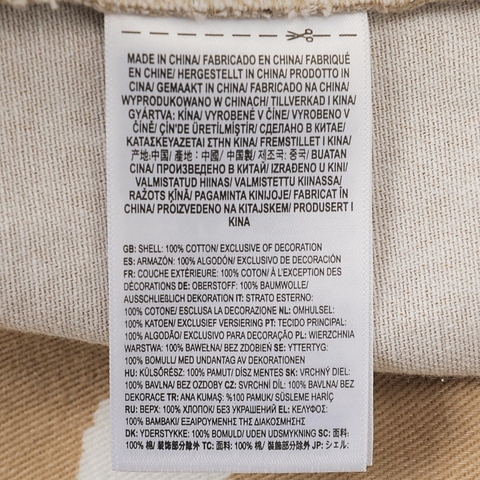 MADE IN CHINA/ FABRICADO EN CHINA/ FABRIQUÉ
EN CHINE/ HERGESTELLT IN CHINA/ PRODOTTO IN
CINA/ GEMAAKT IN CHINA/ FABRICADO NA CHINA/
WYPRODUKOWANO W CHINACH/ TILLVERKAD I KINA/
GYÁRTVA: KÍNA/ VYROBENÉ V ČÍNE/ VYROBENO V
ČÍNĚ/ ÇİN'DE ÜRETİLMİŞTİR/ СДЕЛАНО В КИТАЕ/
ΚΑΤΑΣΚΕΥΑΖΕΤΑΙ ΣΤΗΝ ΚΙΝΑ/ FREMSTILLET I KINA/
产地:中国/ 產地：中國/ 中国製/ 제조국: 중국/ BUATAN
CINA/ ПРОИЗВЕДЕНО В КИТАЙ/ IZRAĐENO U KINI/
VALMISTATUD HIINAS/ VALMISTETTU KIINASSA/
RAŽOTS ĶĪNĀ/ PAGAMINTA KINIJOJE/ FABRICAT ÎN
CHINA/ PROIZVEDENO NA KITAJSKEM/ PRODUSERT I
KINA
GB: SHELL: 100% COTTON/ EXCLUSIVE OF DECORATION
ES: ARMAZÓN: 100% ALGODÓN/ EXCLUSIVO DE DECORACIÓN
FR: COUCHE EXTÉRIEURE: 100% COTON/ À L'EXCEPTION DES
DÉCORATIONS DE: OBERSTOFF: 100% BAUMWOLLE/
AUSSCHLIESSLICH DEKORATION IT: STRATO ESTERNO:
100% COTONE/ ESCLUSA LA DECORAZIONE NL: OMHULSEL:
100% KATOEN/ EXCLUSIEF VERSIERING PT: TECIDO PRINCIPAL:
100% ALGODÃO/ EXCLUSIVO PARA DECORAÇÃO PL: WIERZCHNIA
WARSTWA: 100% BAWEŁNA/ BEZ ZDOBIEŃ SE: YTTERTYG:
100% BOMULL/ MED UNDANTAG AV DEKORATIONEN
HU: KÜLSŐRÉSZ: 100% PAMUT/ DÍSZ MENTES SK: VRCHNÝ DIEL:
100% BAVLNA/ BEZ OZDOBY CZ: SVRCHNÍ DÍL: 100% BAVLNA/ BEZ
DEKORACE TR: ANA KUMAŞ: %100 PAMUK/ SÜSLEME HARİÇ
RU: ВЕРХ: 100% ХЛОПОК/ БЕЗ УКРАШЕНИЙ EL: ΚΕΛΥΦΟΣ:
100% ΒΑΜΒΑΚΙ/ ΕΞΑΙΡΟΥΜΕΝΗΣ ΤΗΣ ΔΙΑΚΟΣΜΗΣΗΣ
DK: YDERSTYKKE: 100% BOMULD/ UDEN UDSMYKNING SC: 面料:
100% 棉/ 装饰部分除外 TC: 面料: 100% 棉/ 裝飾部分除外 JP: シェル: